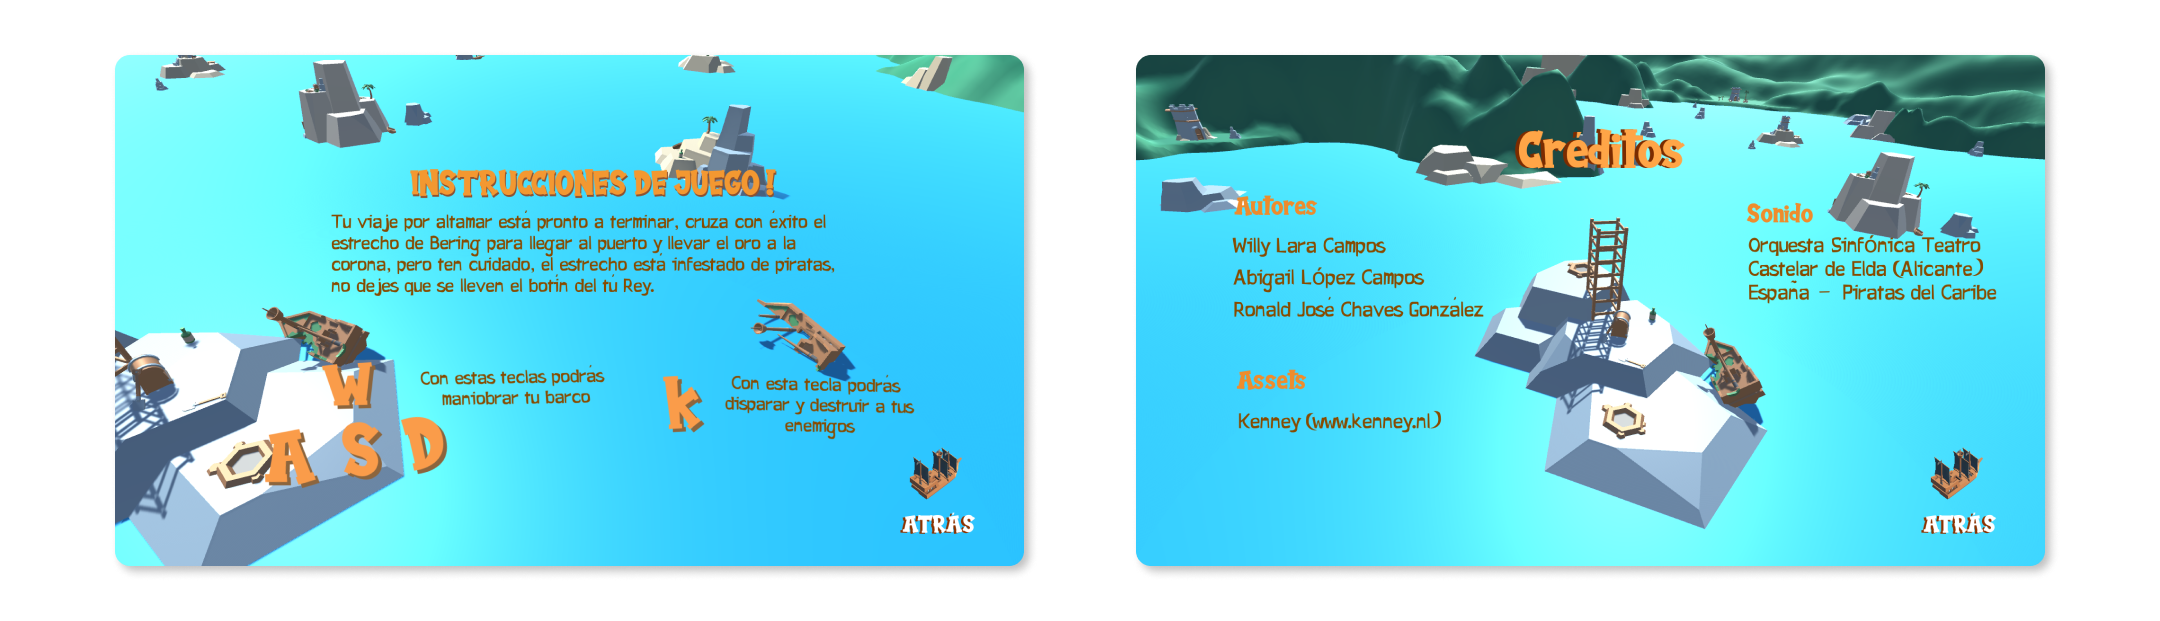 INSTRUCCIONES DE JUEGO !
Tu viaje por altamar está pronto a terminar, cruza con éxito el
estrecho de Bering para llegar al puerto y llevar el oro a la
corona, pero ten cuidado, el estrecho está infestado de piratas,
no dejes que se lleven el botín del tú Rey.
W
A S D
Con estas teclas podrás
maniobrar tu barco
k
Con esta tecla podrás
disparar y destruir a tus
enemigos
ATRÁS
Créditos
Autores
Willy Lara Campos
Abigail López Campos
Ronald José Chaves González
Assets
Kenney (www.kenney.nl)
Sonido
Orquesta Sinfónica Teatro
Castelar de Elda (Alicante)
España - Piratas del Caribe
ATRÁS